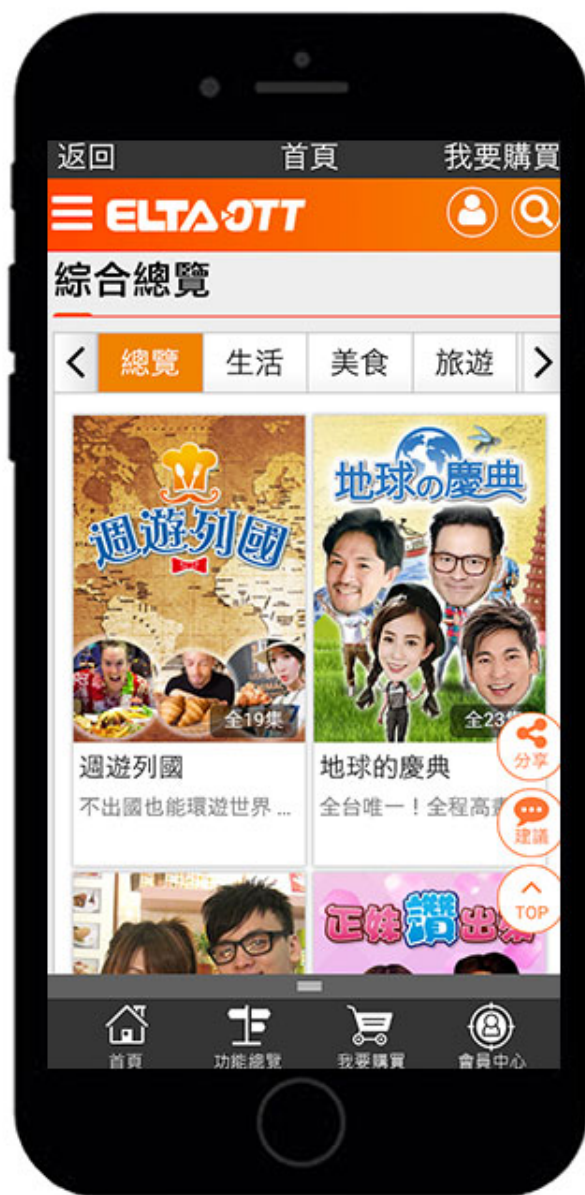 返回 首頁 我要購買
ELTA OTT
綜合總覽
總覽 生活 美食 旅遊
週遊列國
全19集
地球の慶典
全23集
週遊列國
不出國也能環遊世界 ...
地球的慶典
全台唯一！全程高畫
分享
建議
TOP
正妹讚出
首頁 功能總覽 我要購買 會員中心